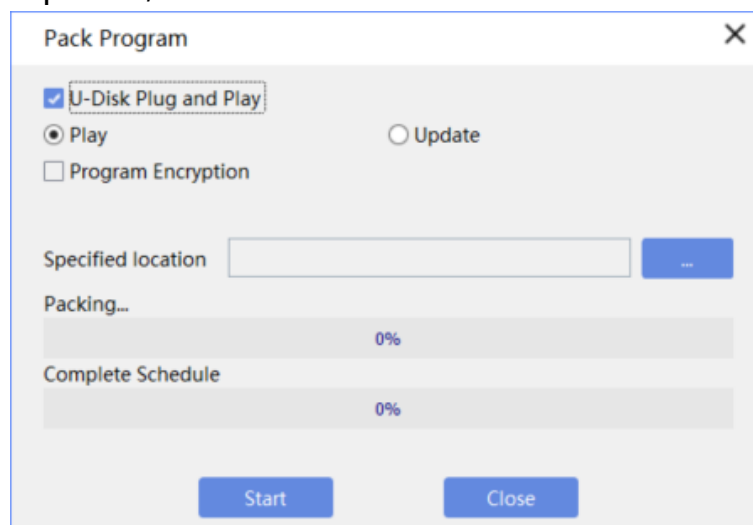 Pack Program
U-Disk Plug and Play
Play Update
Program Encryption
Specified location ...
Packing...
0%
Complete Schedule
0%
Start Close